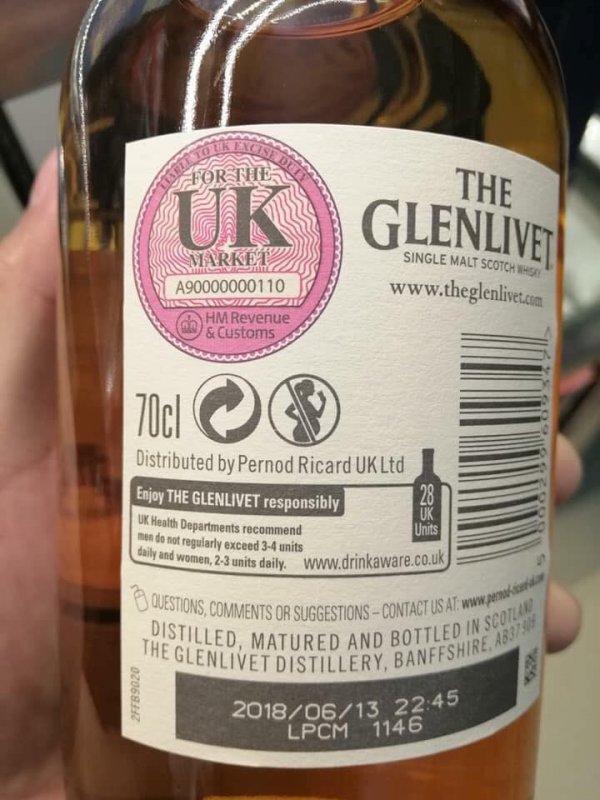 LIABLE TO UK EXCISE DUTY
FOR THE
UK
MARKET
A90000000110
HM Revenue
& Customs
THE
GLENLIVET
SINGLE MALT SCOTCH WHISKY
www.theglenlivet.com
70cl
Distributed by Pernod Ricard UK Ltd
Enjoy THE GLENLIVET responsibly
UK Health Departments recommend
men do not regularly exceed 3-4 units
daily and women, 2-3 units daily. www.drinkaware.co.uk
28
UK
Units
QUESTIONS, COMMENTS OR SUGGESTIONS – CONTACT US AT: www.pernod-ricard-uk.com
DISTILLED, MATURED AND BOTTLED IN SCOTLAND
THE GLENLIVET DISTILLERY, BANFFSHIRE,
2018/06/13 22:45
LPCM 1146